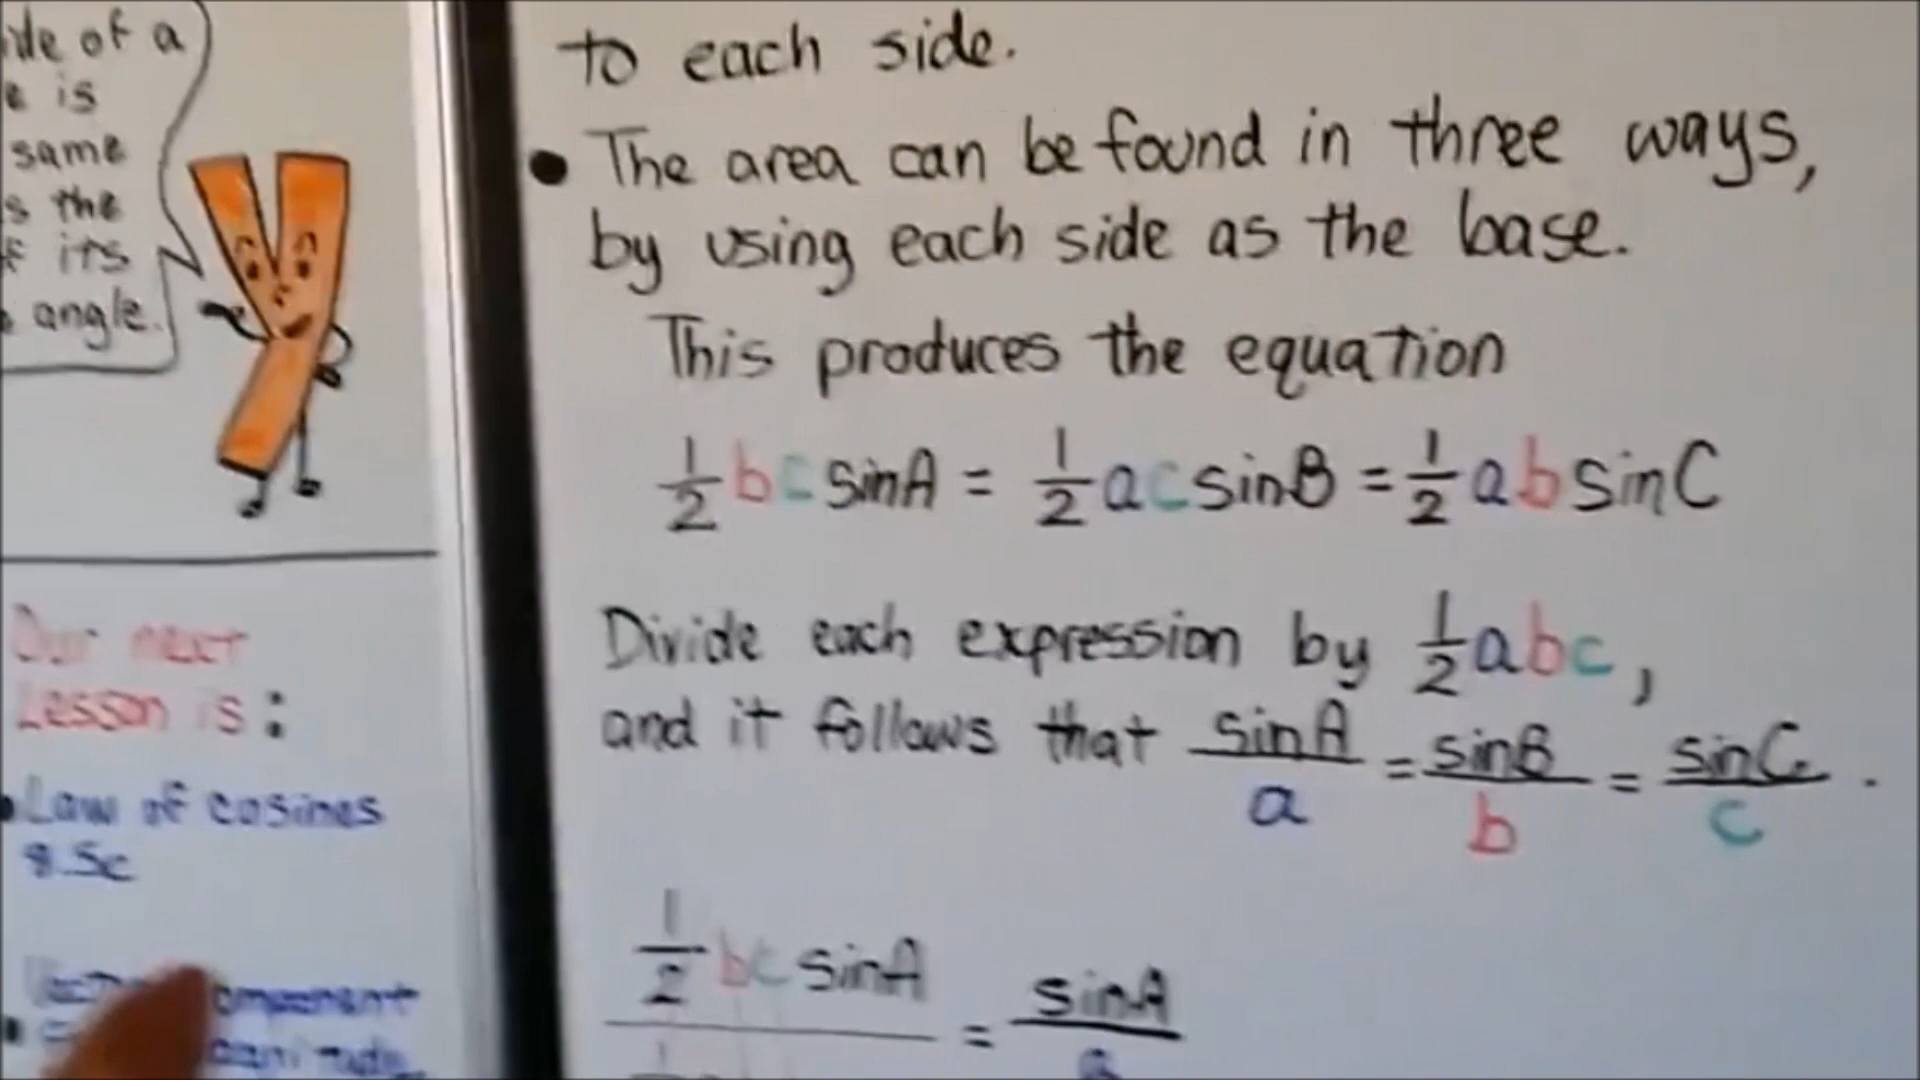 ide of a
e is
same
s the
f its
angle.
Our next
Lesson is:
• Law of cosines
8.5c
component
to each side.
• The area can be found in three ways,
by using each side as the base.
This produces the equation
1/2 bc sinA = 1/2 ac sinB = 1/2 ab sinC
Divide each expression by 1/2 abc,
and it follows that sinA/a = sinB/b = sinC/c.
1/2 bc sinA = sinA